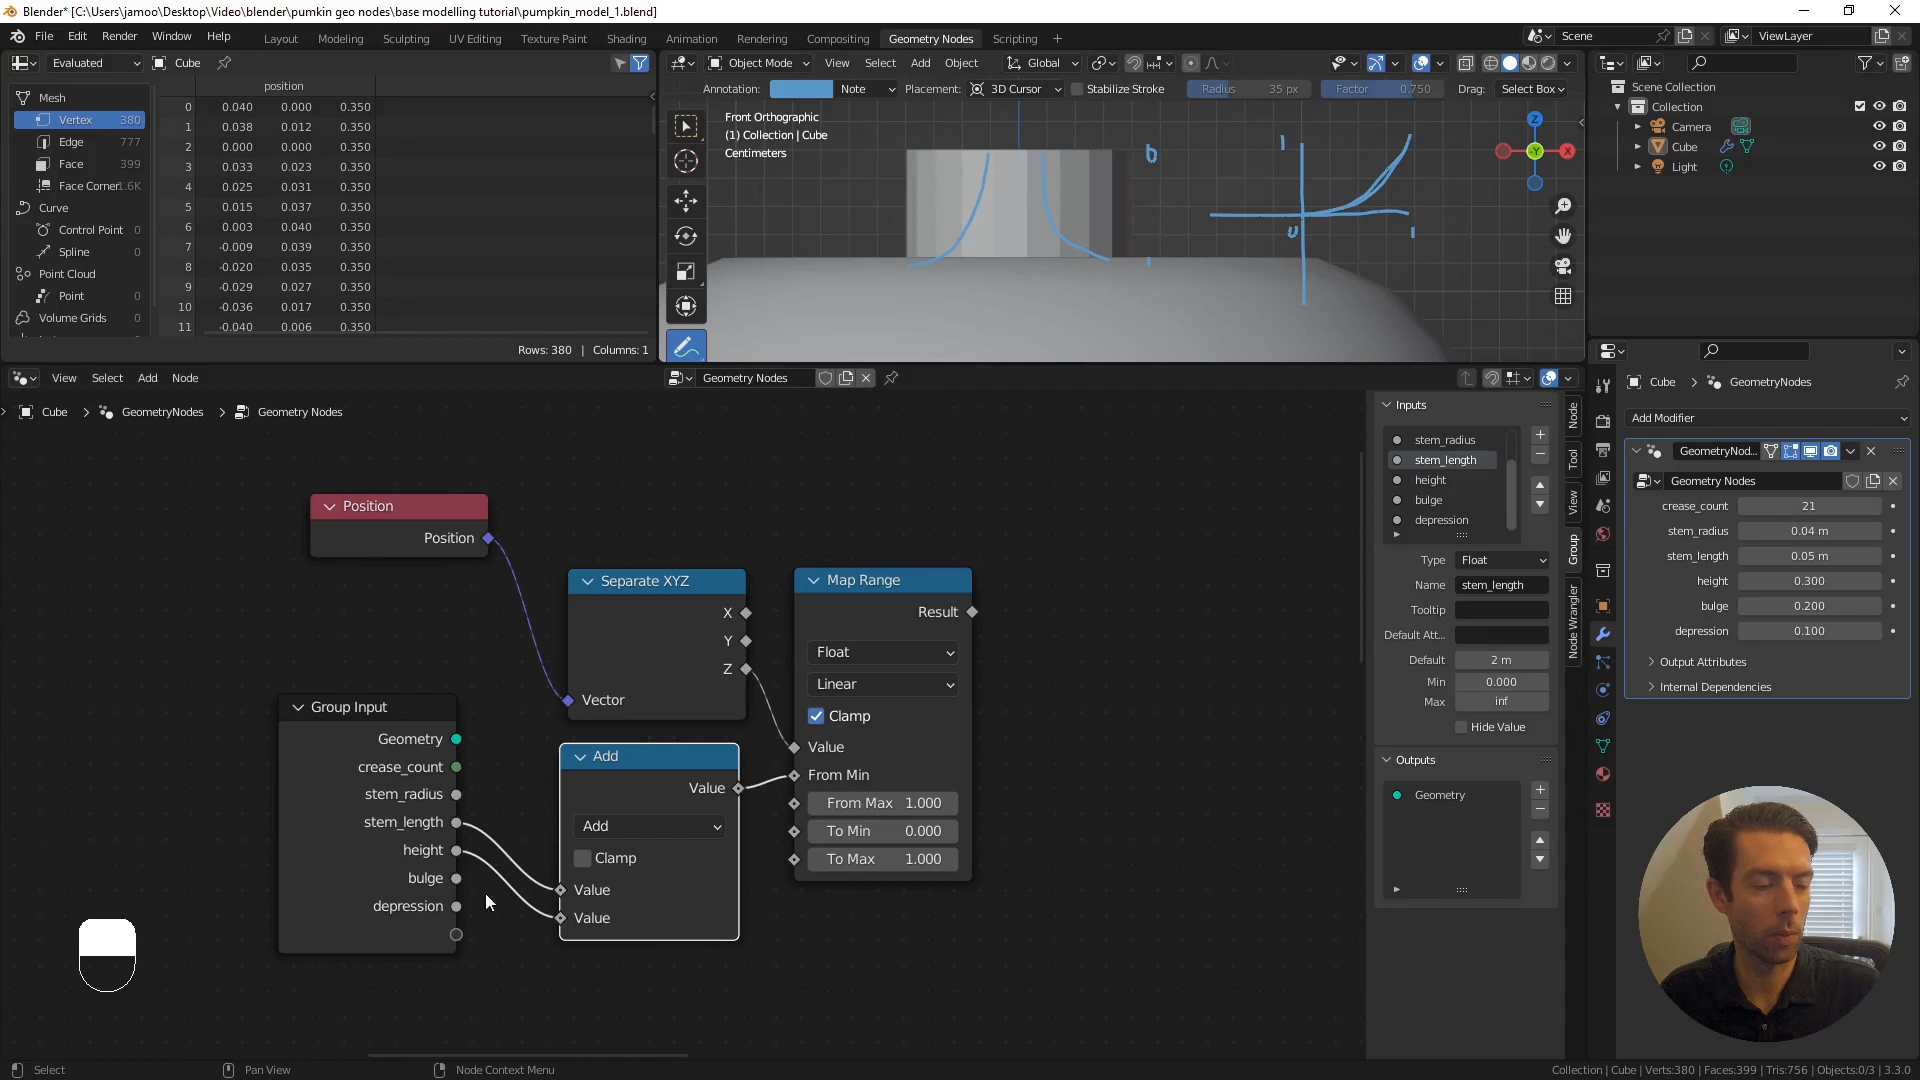 Blender* [C:\Users\jamoo\Desktop\Video\blender\pumkin geo nodes\base modelling tutorial\pumpkin_model_1.blend]
File Edit Render Window Help Layout Modeling Sculpting UV Editing Texture Paint Shading Animation Rendering Compositing Geometry Nodes Scripting + Scene ViewLayer
Evaluated Cube
Object Mode View Select Add Object Global
Annotation: Note Placement: 3D Cursor Stabilize Stroke Radius 35 px Factor 0.750 Drag: Select Box
position
Mesh
Vertex 380
Edge 777
Face 399
Face Corner 1.6K
Curve
Control Point 0
Spline 0
Point Cloud
Point 0
Volume Grids 0
0 0.040 0.000 0.350
1 0.038 0.012 0.350
2 0.000 0.000 0.350
3 0.033 0.023 0.350
4 0.025 0.031 0.350
5 0.015 0.037 0.350
6 0.003 0.040 0.350
7 -0.009 0.039 0.350
8 -0.020 0.035 0.350
9 -0.029 0.027 0.350
10 -0.036 0.017 0.350
11 -0.040 0.006 0.350
Rows: 380 | Columns: 1
Front Orthographic
(1) Collection | Cube
Centimeters
Z
X
-Y
Scene Collection
Collection
Camera
Cube
Light
View Select Add Node Geometry Nodes
Cube > GeometryNodes > Geometry Nodes
Position
Position
Separate XYZ
X
Y
Z
Vector
Map Range
Result
Float
Linear
Clamp
Value
From Min
From Max 1.000
To Min 0.000
To Max 1.000
Group Input
Geometry
crease_count
stem_radius
stem_length
height
bulge
depression
Add
Value
Add
Clamp
Value
Value
Inputs
stem_radius
stem_length
height
bulge
depression
Type Float
Name stem_length
Tooltip
Default Att...
Default 2 m
Min 0.000
Max inf
Hide Value
Outputs
Geometry
Node
Tool
View
Group
Node Wrangler
Cube > GeometryNodes
Add Modifier
GeometryNod...
Geometry Nodes
crease_count 21
stem_radius 0.04 m
stem_length 0.05 m
height 0.300
bulge 0.200
depression 0.100
Output Attributes
Internal Dependencies
Select Pan View Node Context Menu Collection | Cube | Verts:380 | Faces:399 | Tris:756 | Objects:0/3 | 3.3.0